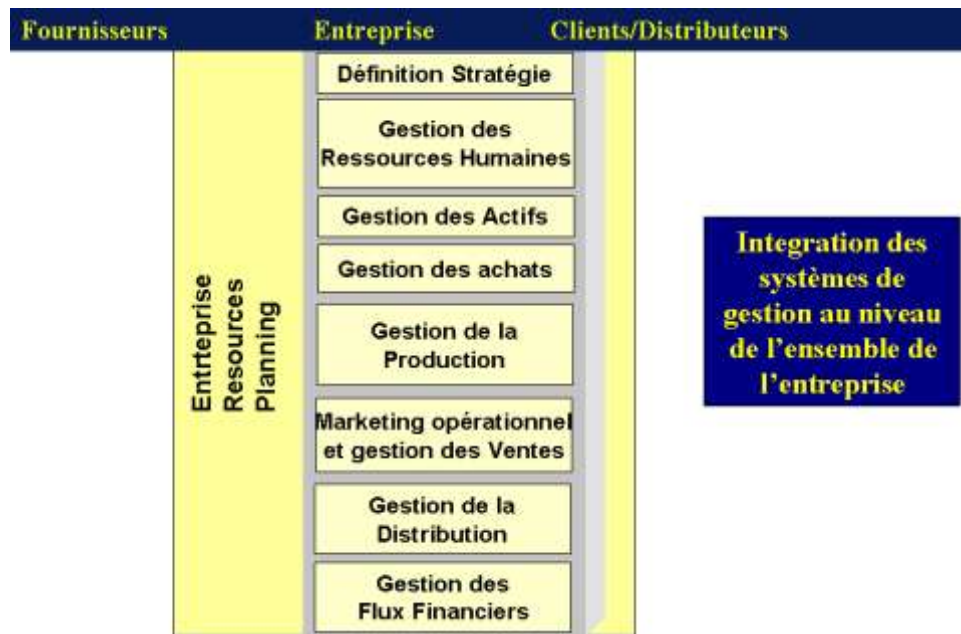 Fournisseurs Entreprise Clients/Distributeurs
Définition Stratégie
Gestion des
Ressources Humaines
Gestion des Actifs
Gestion des achats
Gestion de la
Production
Marketing opérationnel
et gestion des Ventes
Gestion de la
Distribution
Gestion des
Flux Financiers
Entrteprise
Resources
Planning
Integration des
systèmes de
gestion au niveau
de l'ensemble de
l'entreprise